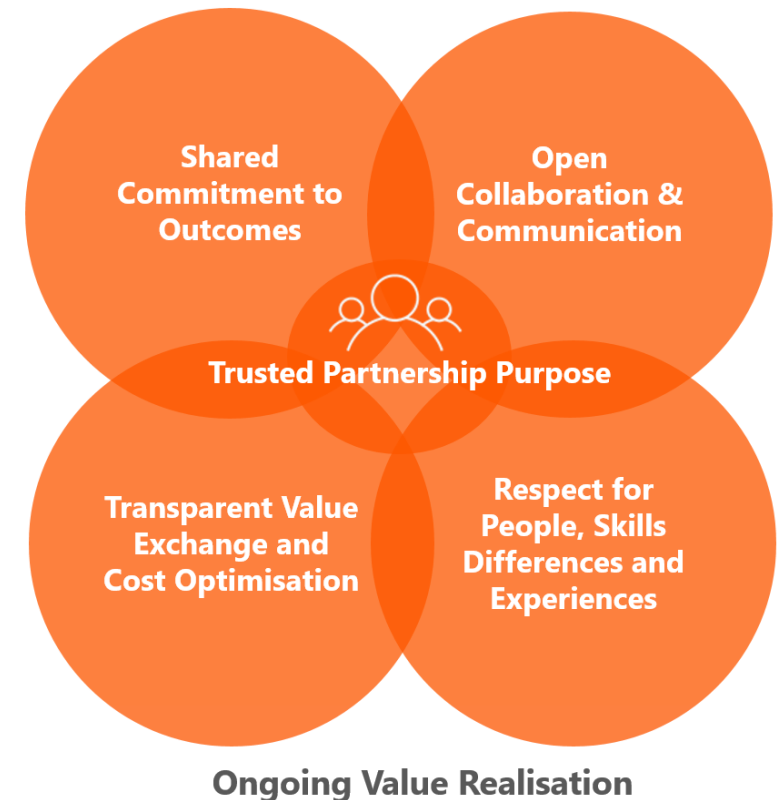 Shared
Commitment to
Outcomes
Open
Collaboration &
Communication
Trusted Partnership Purpose
Transparent Value
Exchange and
Cost Optimisation
Respect for
People, Skills
Differences and
Experiences
Ongoing Value Realisation